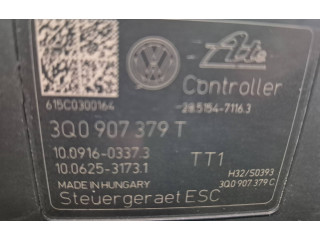 Ate
Controller
615C0300164 28.5154-7116.3
3Q0 907 379 T
10.0916-0337.3 TT1
10.0625-3173.1 H32/S0393
MADE IN HUNGARY 3Q0 907 379 C
Steuergeraet ESC